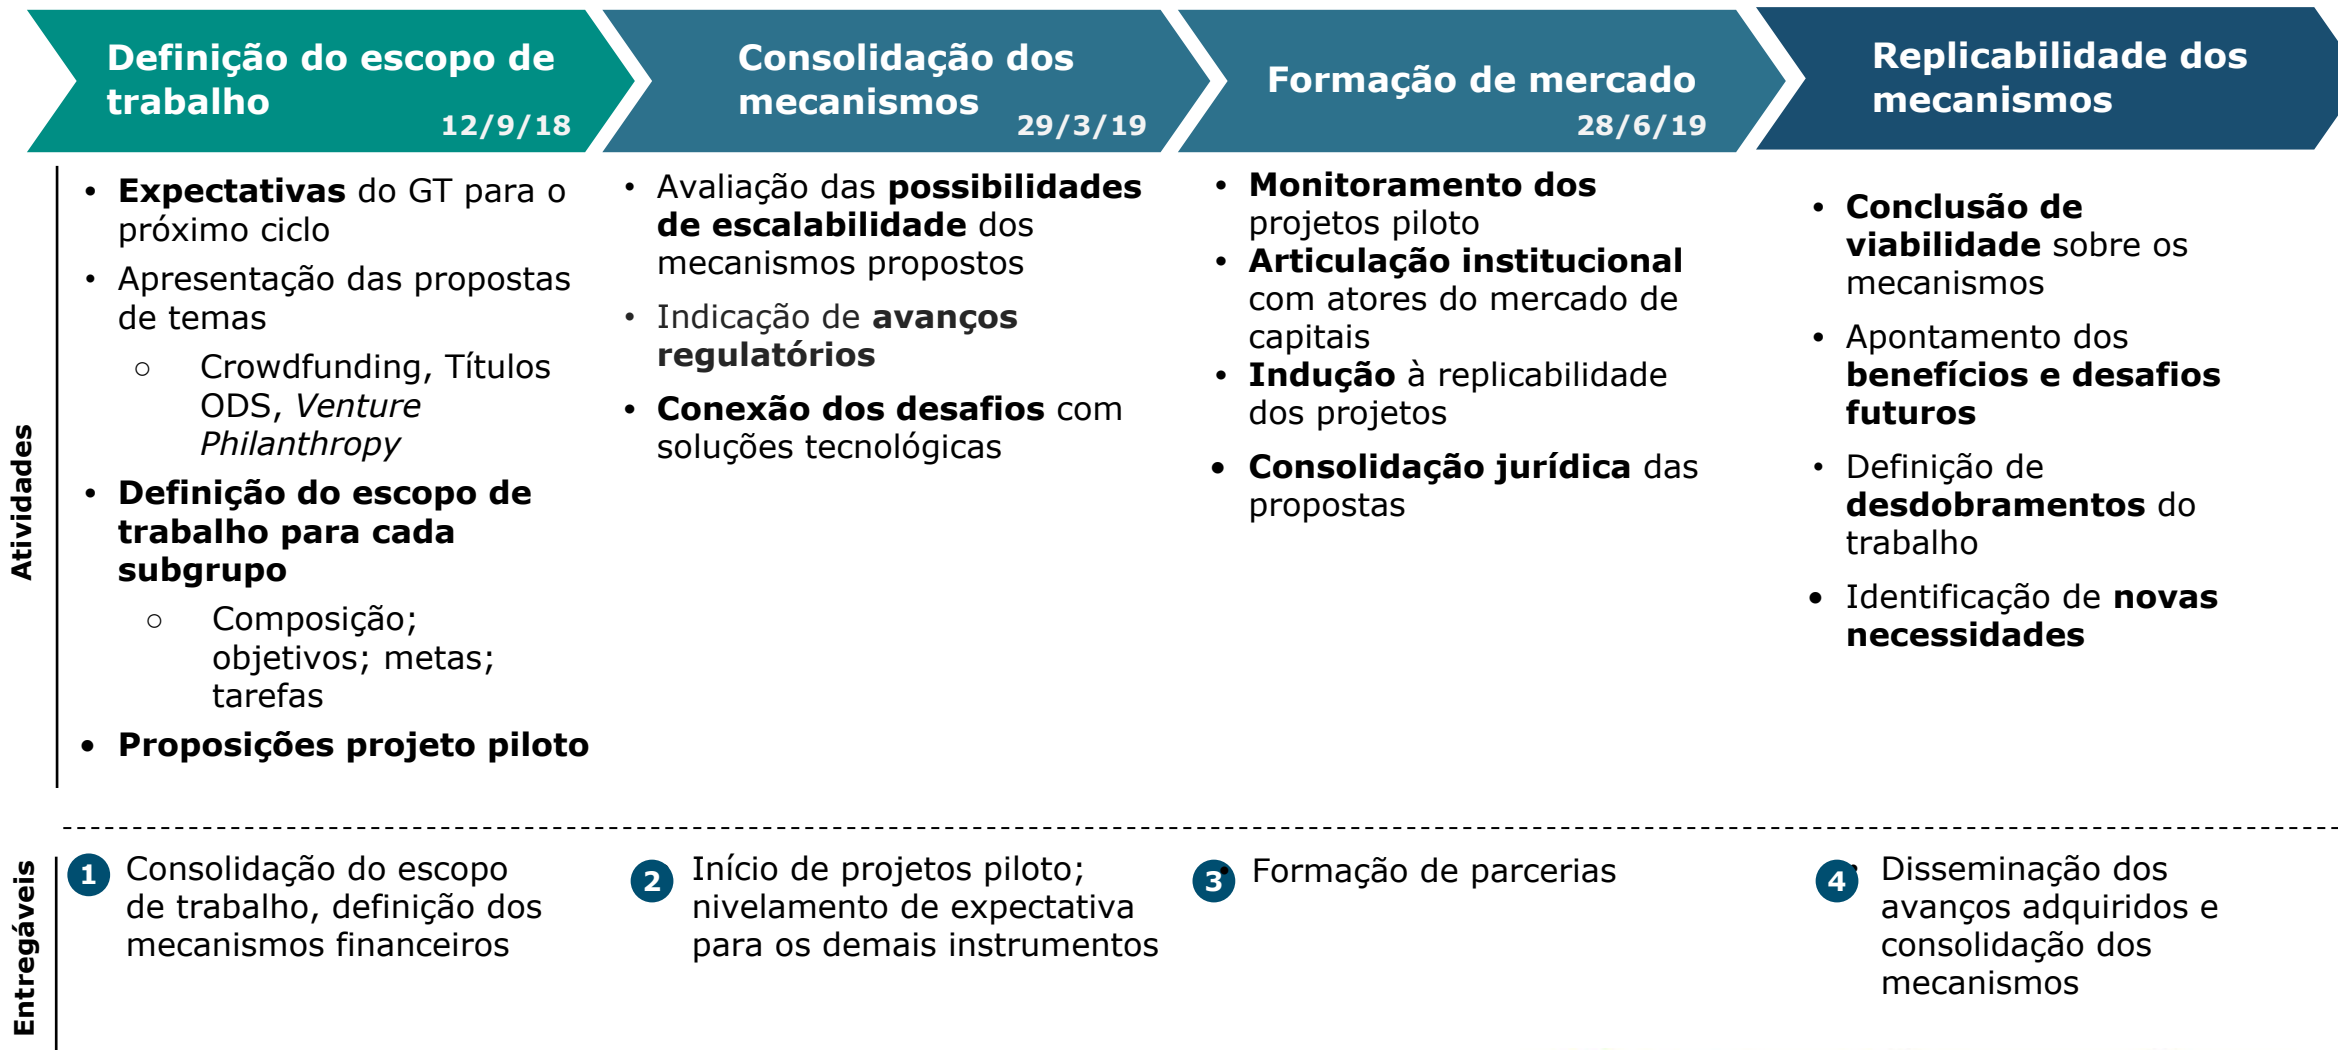 Definição do escopo de
trabalho
12/9/18
Consolidação dos
mecanismos
29/3/19
Formação de mercado
28/6/19
Replicabilidade dos
mecanismos
Atividades
• Expectativas do GT para o
próximo ciclo
• Apresentação das propostas
de temas
○ Crowdfunding, Títulos
ODS, Venture
Philanthropy
• Definição do escopo de
trabalho para cada
subgrupo
○ Composição;
objetivos; metas;
tarefas
• Proposições projeto piloto
• Avaliação das possibilidades
de escalabilidade dos
mecanismos propostos
• Indicação de avanços
regulatórios
• Conexão dos desafios com
soluções tecnológicas
• Monitoramento dos
projetos piloto
• Articulação institucional
com atores do mercado de
capitais
• Indução à replicabilidade
dos projetos
• Consolidação jurídica das
propostas
• Conclusão de
viabilidade sobre os
mecanismos
• Apontamento dos
benefícios e desafios
futuros
• Definição de
desdobramentos do
trabalho
• Identificação de novas
necessidades
Entregáveis
1 Consolidação do escopo
de trabalho, definição dos
mecanismos financeiros
2 Início de projetos piloto;
nivelamento de expectativa
para os demais instrumentos
3 • Formação de parcerias
4 • Disseminação dos
avanços adquiridos e
consolidação dos
mecanismos